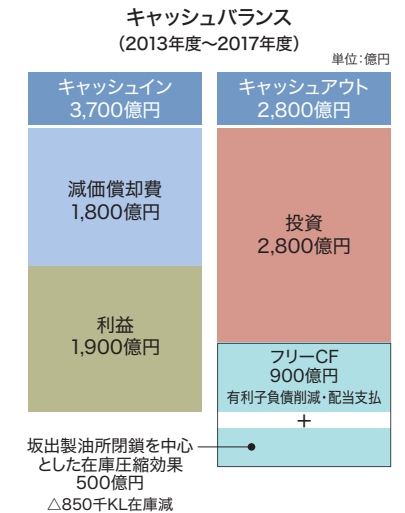 キャッシュバランス
(2013年度～2017年度)
単位:億円
キャッシュイン
3,700億円
キャッシュアウト
2,800億円
減価償却費
1,800億円
投資
2,800億円
利益
1,900億円
フリーCF
900億円
有利子負債削減・配当支払
+
坂出製油所閉鎖を中心
とした在庫圧縮効果
500億円
△850千KL在庫減